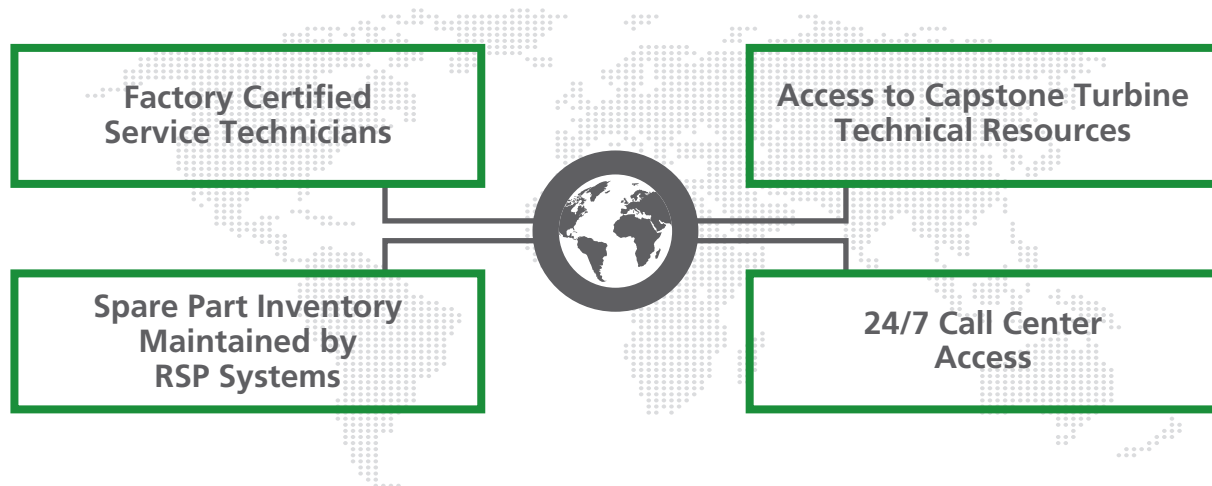 Factory Certified
Service Technicians
Access to Capstone Turbine
Technical Resources
Spare Part Inventory
Maintained by
RSP Systems
24/7 Call Center
Access